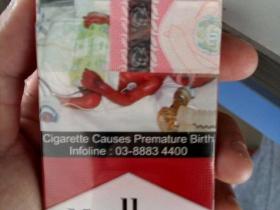 Cigarette Causes Premature Birth
Infoline : 03-8883 4400